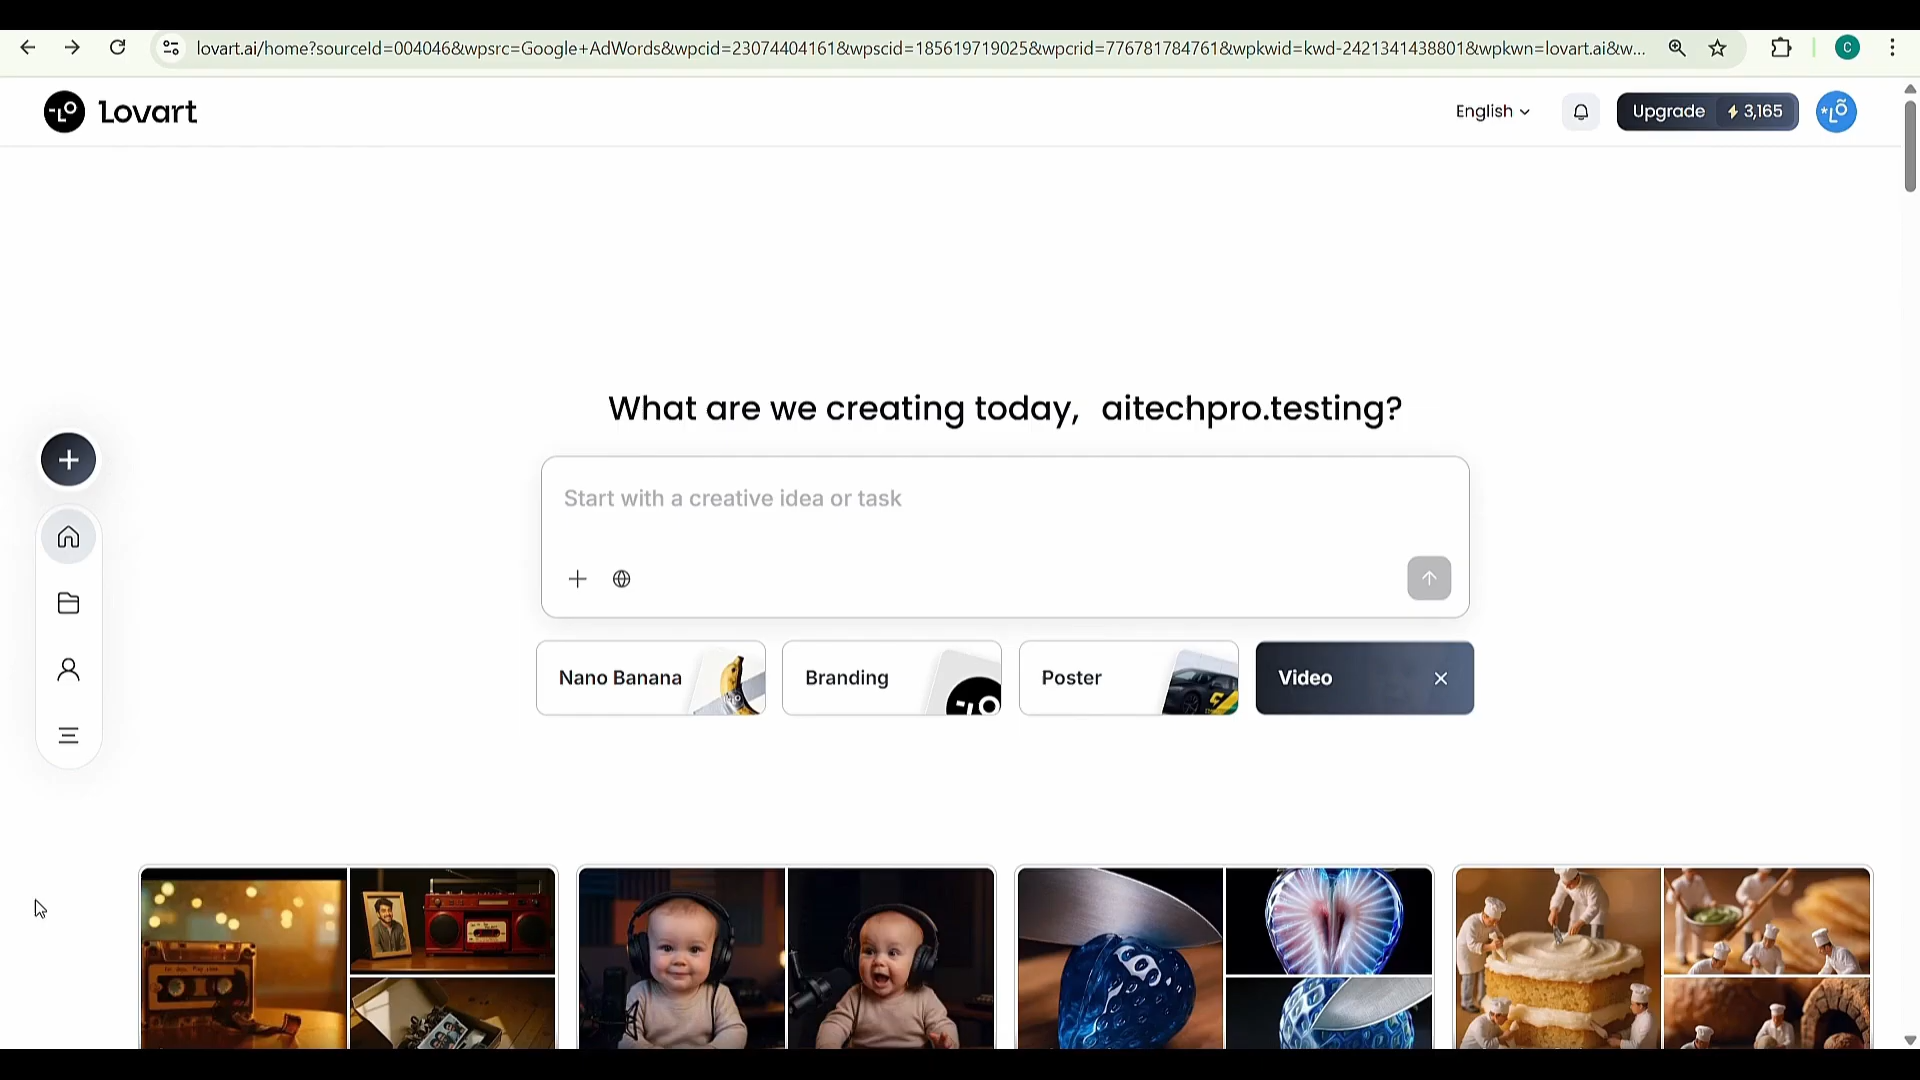 lovart.ai/home?sourceId=004046&wpsrc=Google+AdWords&wpcid=23074404161&wpscid=185619719025&wpcrid=776781784761&wpkwid=kwd-2421341438801&wpkwn=lovart.ai&w...
C
Lovart
English
Upgrade 3,165
What are we creating today, aitechpro.testing?
Start with a creative idea or task
Nano Banana
Branding
Poster
Video